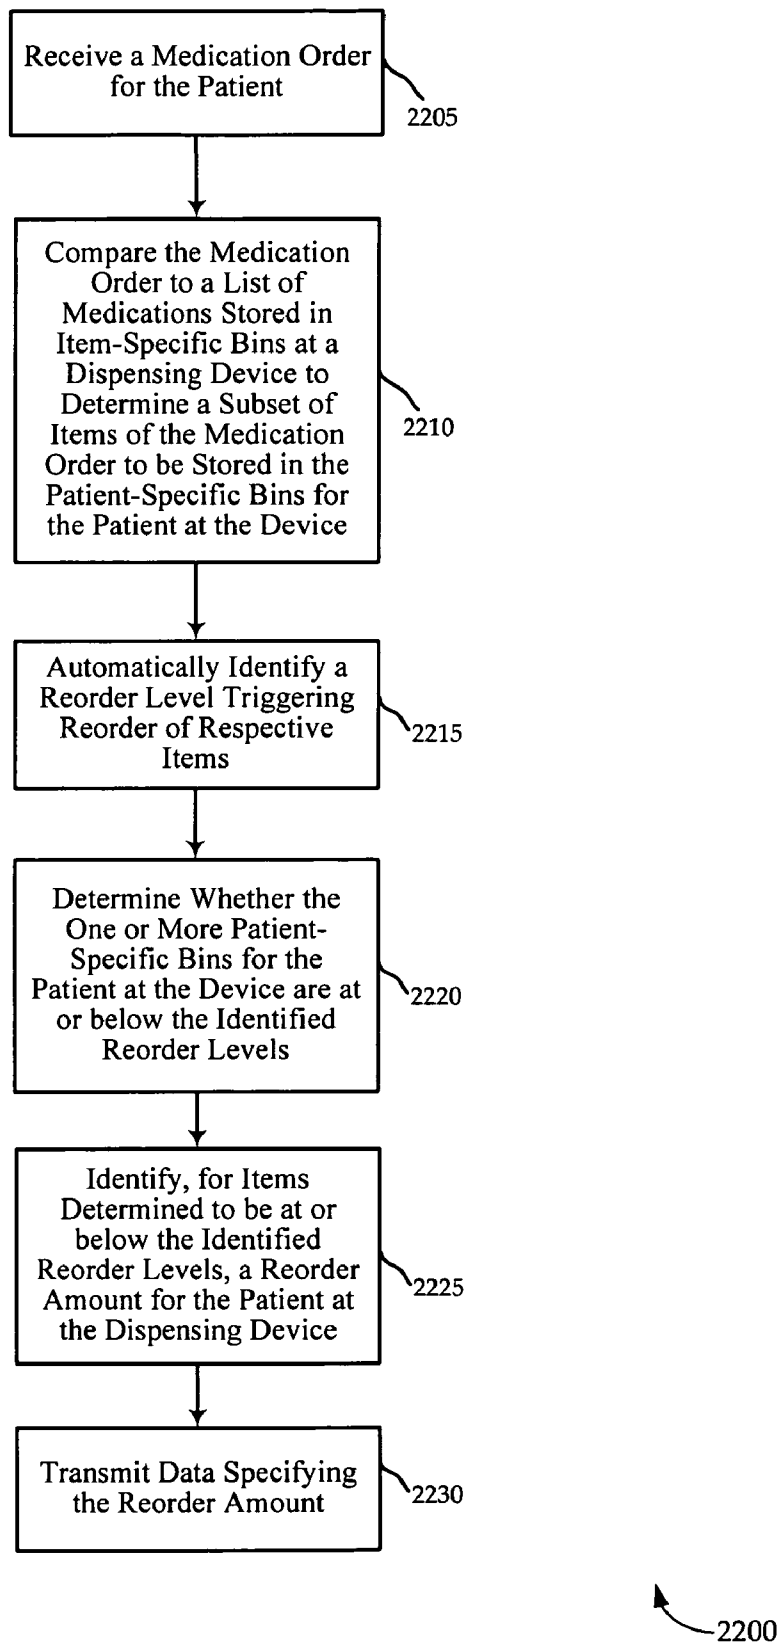 Receive a Medication Order
for the Patient
2205
Compare the Medication
Order to a List of
Medications Stored in
Item-Specific Bins at a
Dispensing Device to
Determine a Subset of
Items of the Medication
Order to be Stored in the
Patient-Specific Bins for
the Patient at the Device
2210
Automatically Identify a
Reorder Level Triggering
Reorder of Respective
Items
2215
Determine Whether the
One or More Patient-
Specific Bins for the
Patient at the Device are at
or below the Identified
Reorder Levels
2220
Identify, for Items
Determined to be at or
below the Identified
Reorder Levels, a Reorder
Amount for the Patient at
the Dispensing Device
2225
Transmit Data Specifying
the Reorder Amount
2230
2200